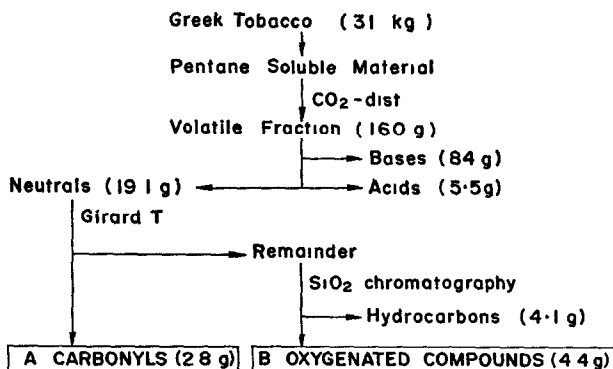 Greek Tobacco (31 kg)
Pentane Soluble Material
CO₂-dist
Volatile Fraction (160 g)
Bases (84 g)
Neutrals (19 1 g)
Acids (5·5g)
Girard T
Remainder
SiO₂ chromatography
Hydrocarbons (4·1 g)
A CARBONYLS (2 8 g)
B OXYGENATED COMPOUNDS (4 4 g)